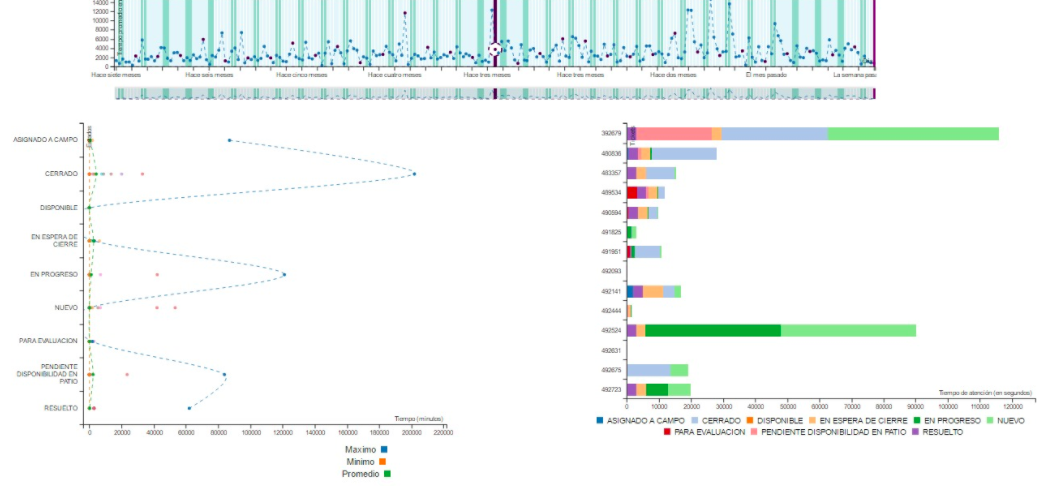 14000
12000
10000
8000
6000
4000
2000
0
Hace siete meses Hace seis meses Hace cinco meses Hace cuatro meses Hace tres meses Hace tres meses Hace dos meses El mes pasado La semana pasa
Estados
ASIGNADO A CAMPO
CERRADO
DISPONIBLE
EN ESPERA DE
CIERRE
EN PROGRESO
NUEVO
PARA EVALUACION
PENDIENTE
DISPONIBILIDAD EN
PATIO
RESUELTO
Tiempo (minutos)
0 20000 40000 60000 80000 100000 120000 140000 160000 180000 200000 220000
Maximo
Minimo
Promedio
392679
480836
483357
489534
490694
491825
491951
492093
492141
492444
492524
492631
492675
492723
Tiempo de atención (en segundos)
0 10000 20000 30000 40000 50000 60000 70000 80000 90000 100000 110000 120000
ASIGNADO A CAMPO CERRADO DISPONIBLE EN ESPERA DE CIERRE EN PROGRESO NUEVO
PARA EVALUACION PENDIENTE DISPONIBILIDAD EN PATIO RESUELTO